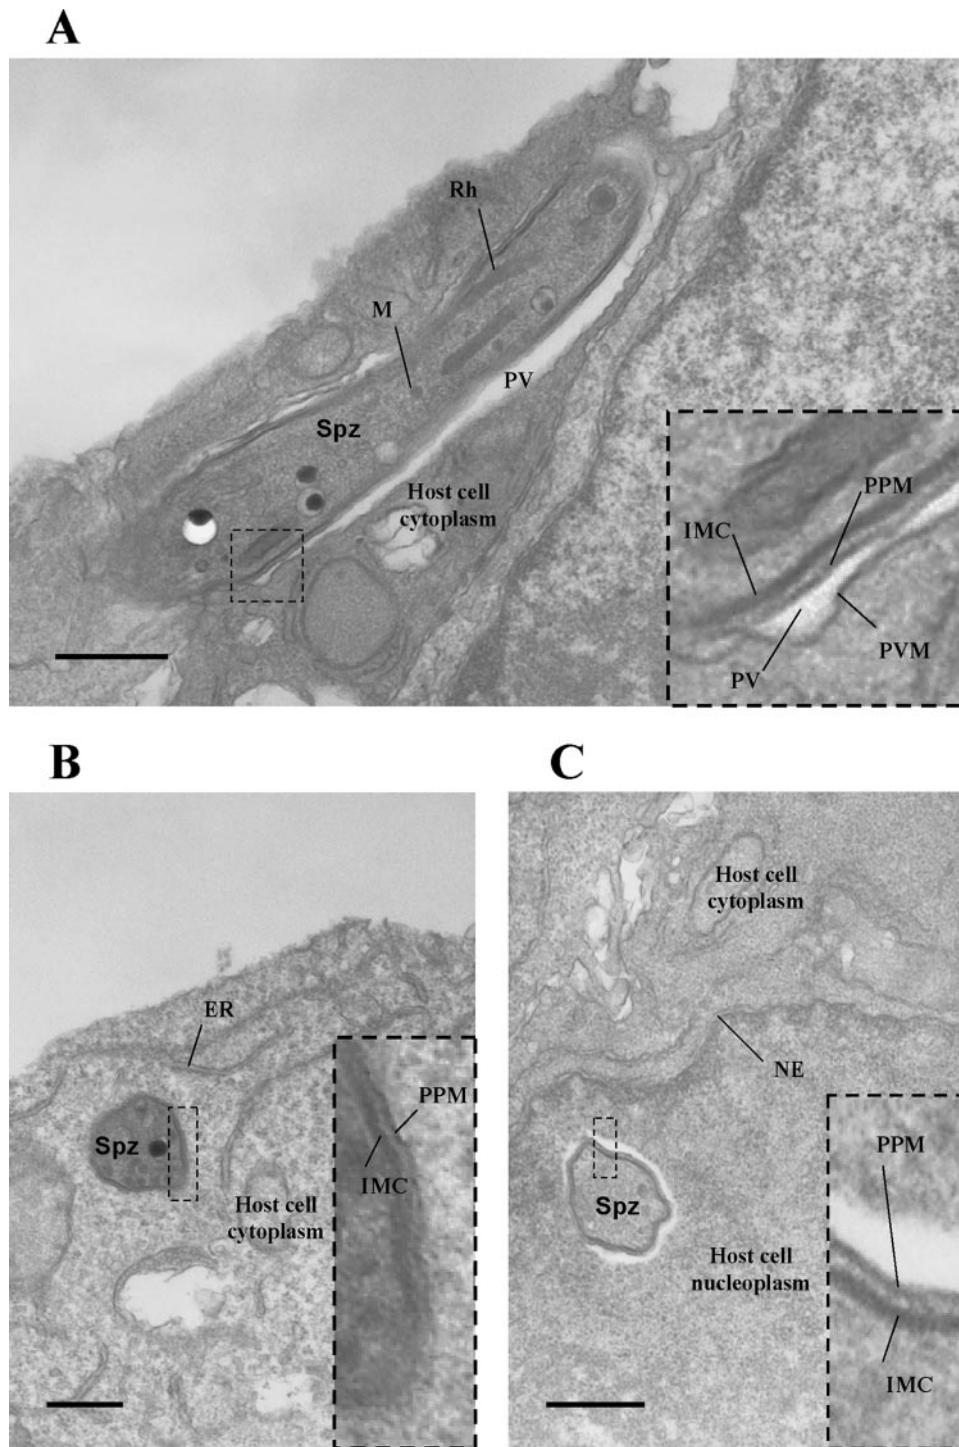 A
Rh
M
PV
Spz
Host cell
cytoplasm
PPM
IMC
PVM
PV
B
ER
PPM
Spz
IMC
Host cell
cytoplasm
C
Host cell
cytoplasm
NE
PPM
Spz
Host cell
nucleoplasm
IMC